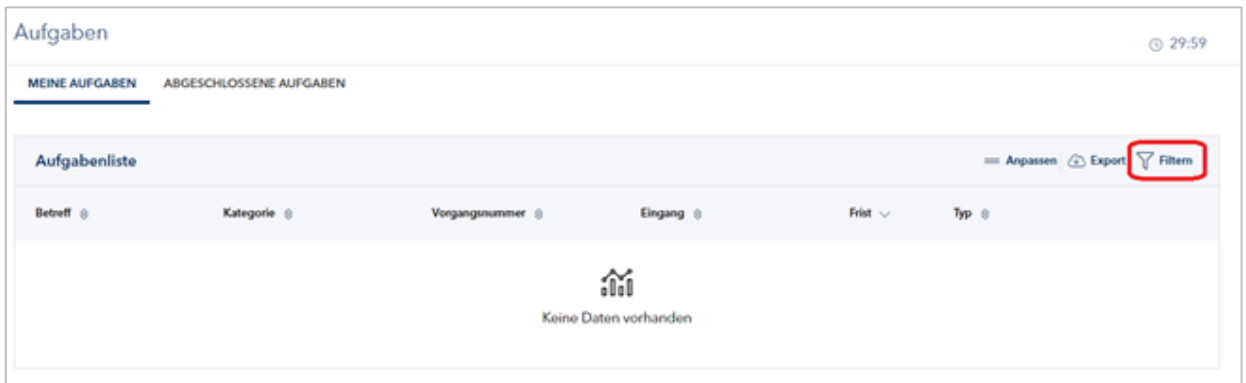 Aufgaben
29:59
MEINE AUFGABEN ABGESCHLOSSENE AUFGABEN
Aufgabenliste Anpassen Export Filtern
Betreff Kategorie Vorgangsnummer Eingang Frist Typ
Keine Daten vorhanden